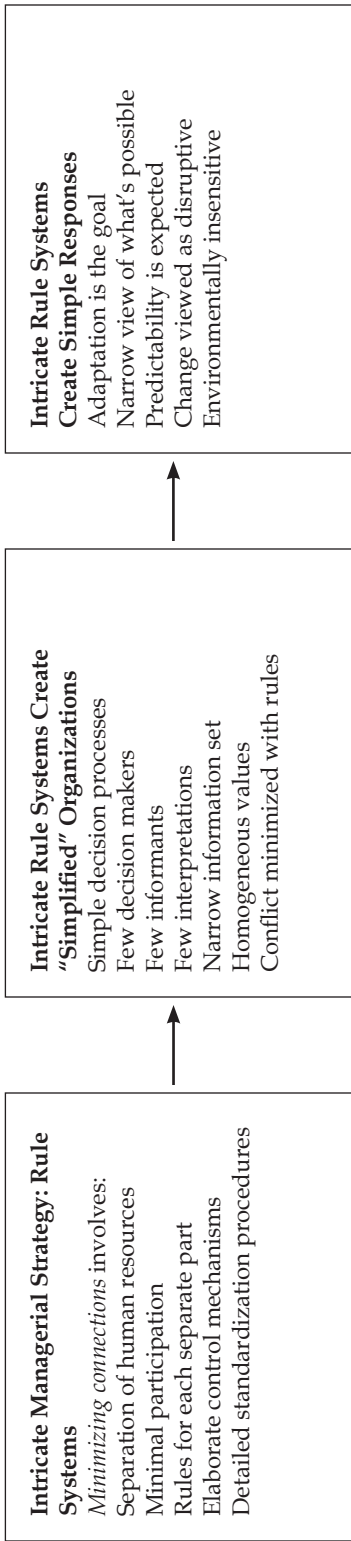 Intricate Managerial Strategy: Rule
Systems
Minimizing connections involves:
Separation of human resources
Minimal participation
Rules for each separate part
Elaborate control mechanisms
Detailed standardization procedures
Intricate Rule Systems Create
“Simplified” Organizations
Simple decision processes
Few decision makers
Few informants
Few interpretations
Narrow information set
Homogeneous values
Conflict minimized with rules
Intricate Rule Systems
Create Simple Responses
Adaptation is the goal
Narrow view of what’s possible
Predictability is expected
Change viewed as disruptive
Environmentally insensitive